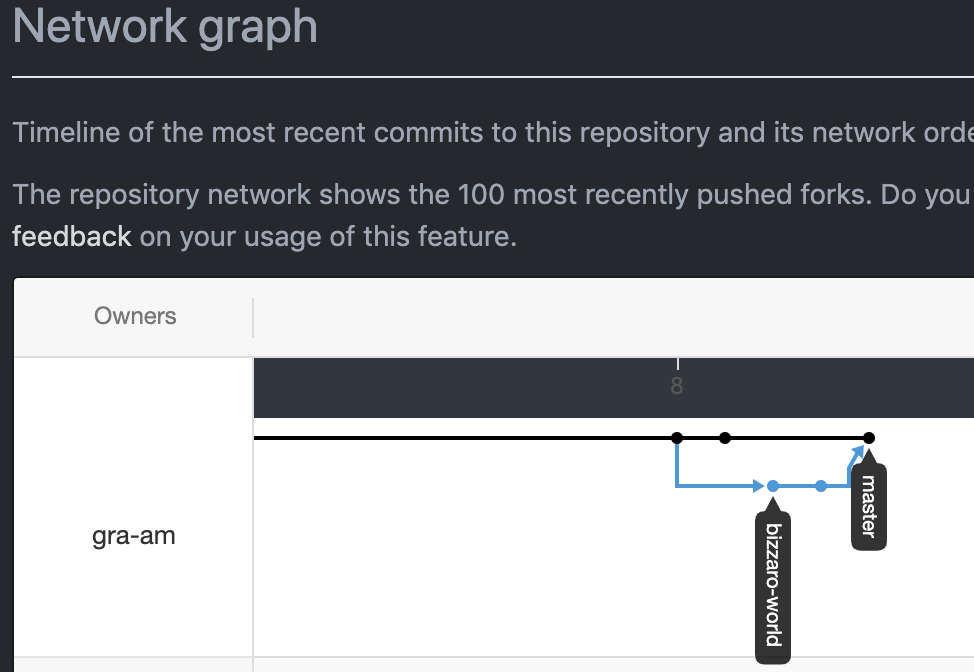 Network graph
Timeline of the most recent commits to this repository and its network
The repository network shows the 100 most recently pushed forks. Do you
feedback on your usage of this feature.
Owners
8
gra-am
master
bizzaro-world